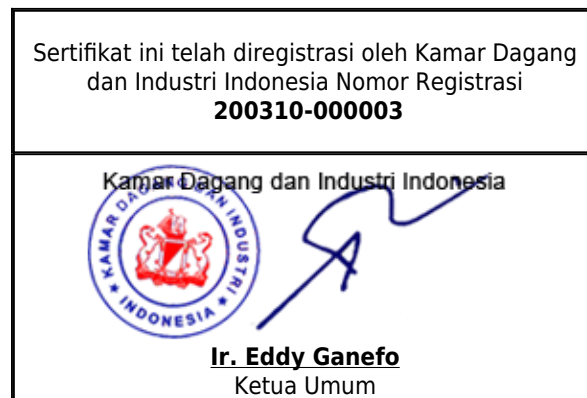 Sertifikat ini telah diregistrasi oleh Kamar Dagang
dan Industri Indonesia Nomor Registrasi
200310-000003
Kamar Dagang dan Industri Indonesia
KAMAR DAGANG DAN INDUSTRI
INDONESIA
Ir. Eddy Ganefo
Ketua Umum